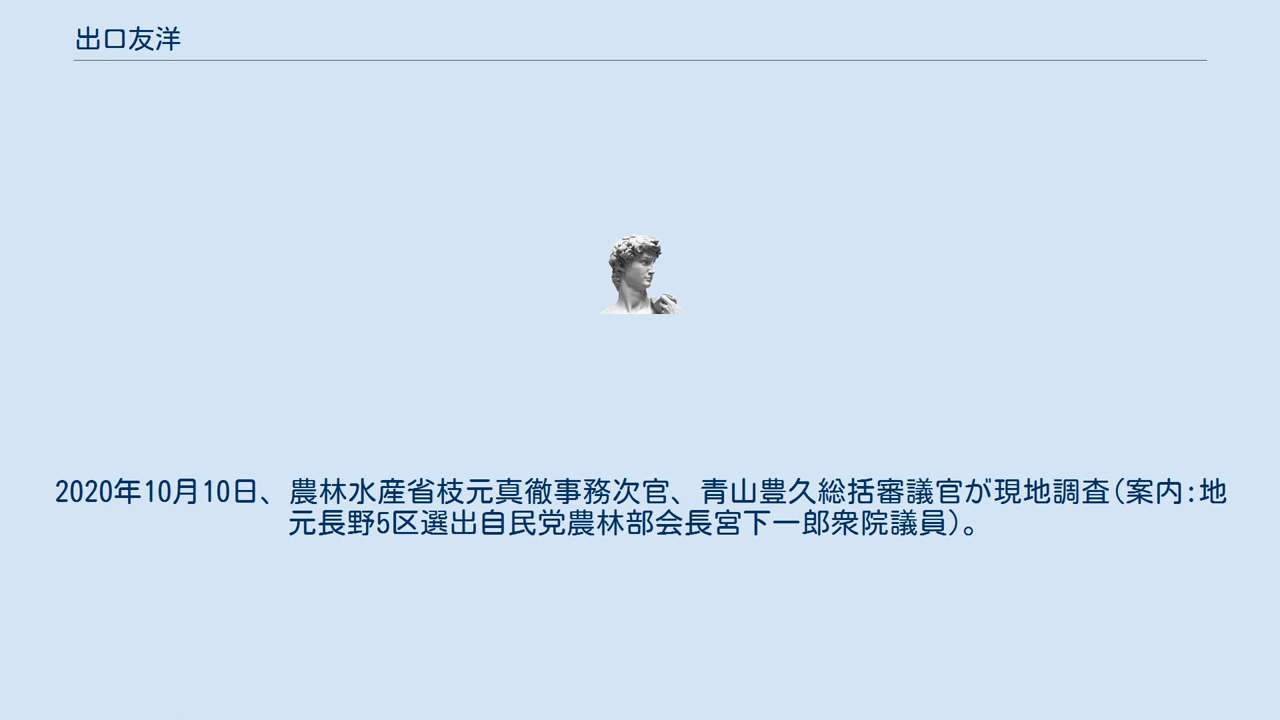 出口友洋
2020年10月10日、農林水産省枝元真徹事務次官、青山豊久総括審議官が現地調査(案内:地
元長野5区選出自民党農林部会長宮下一郎衆院議員)。